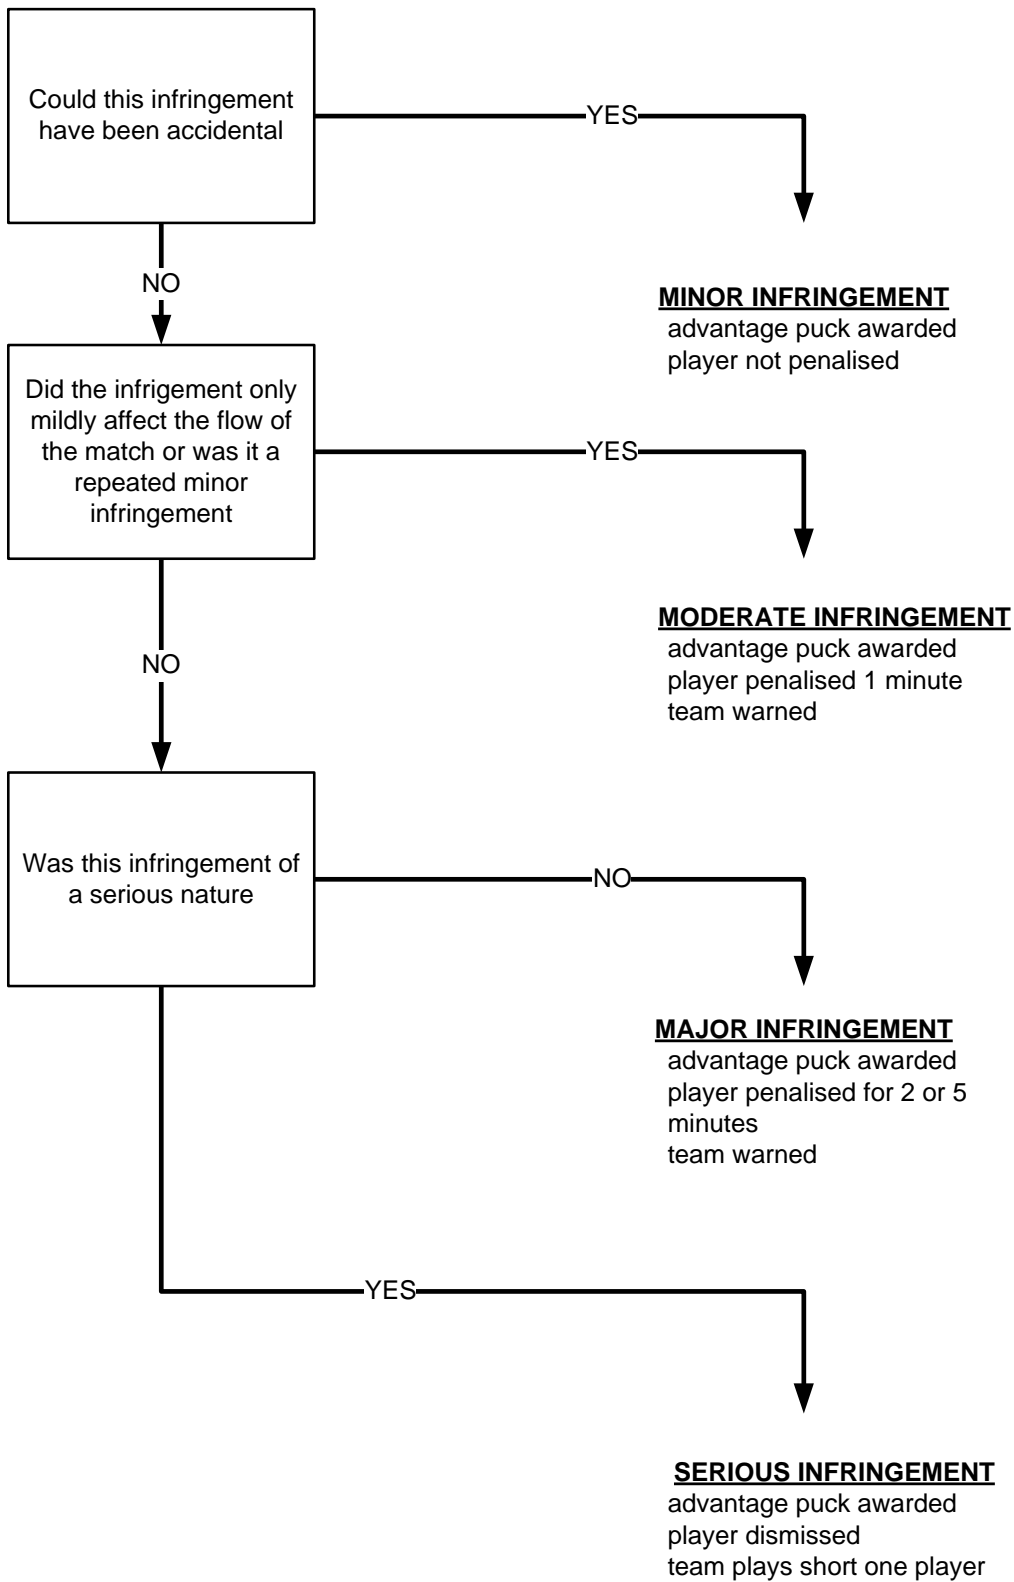 Could this infringement
have been accidental
YES
NO
MINOR INFRINGEMENT
advantage puck awarded
player not penalised
Did the infrigement only
mildly affect the flow of
the match or was it a
repeated minor
infringement
YES
NO
MODERATE INFRINGEMENT
advantage puck awarded
player penalised 1 minute
team warned
Was this infringement of
a serious nature
NO
MAJOR INFRINGEMENT
advantage puck awarded
player penalised for 2 or 5
minutes
team warned
YES
SERIOUS INFRINGEMENT
advantage puck awarded
player dismissed
team plays short one player